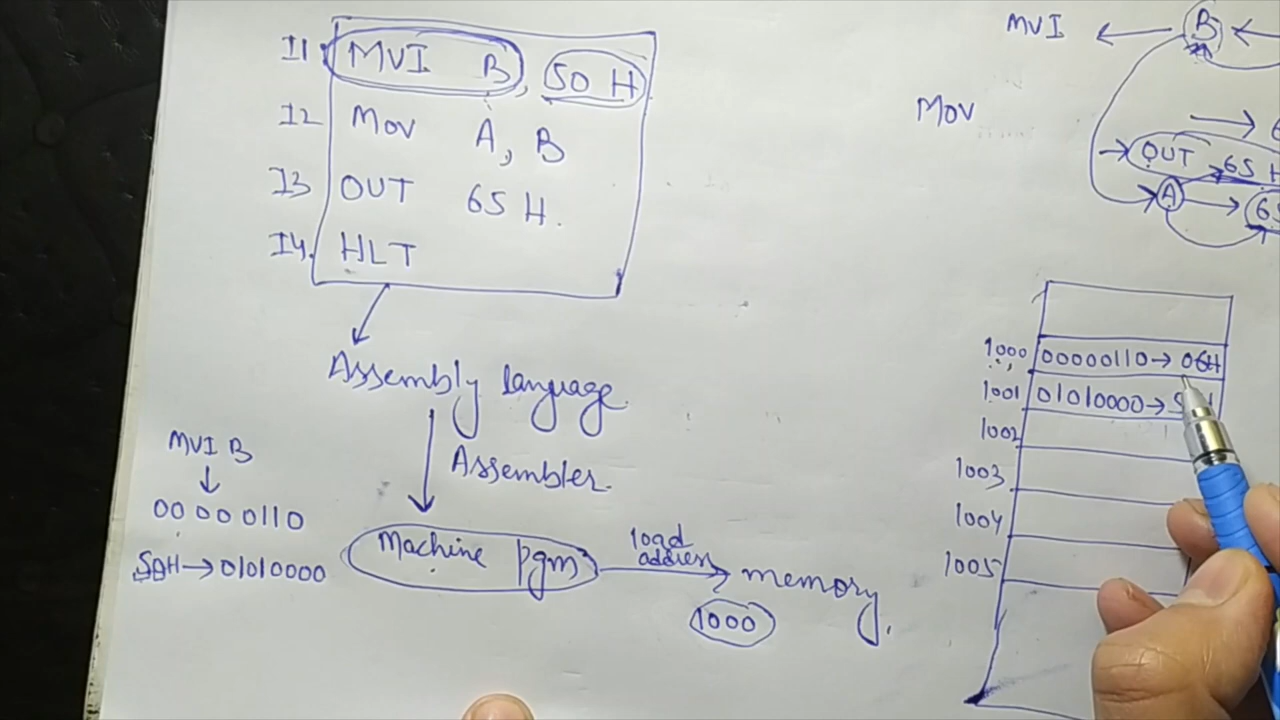 I1 MVI B, 50 H
I2 Mov A, B
I3 OUT 65 H.
I4. HLT
Assembly language
Assembler.
MVI B
00000110
50H → 01010000
Machine pgm
load address
memory.
1000
MVI ← B ←
MOV
→ OUT 65 H
A →
1000 00000110 → 06H
1001 01010000 →
1002
1003
1004
1005